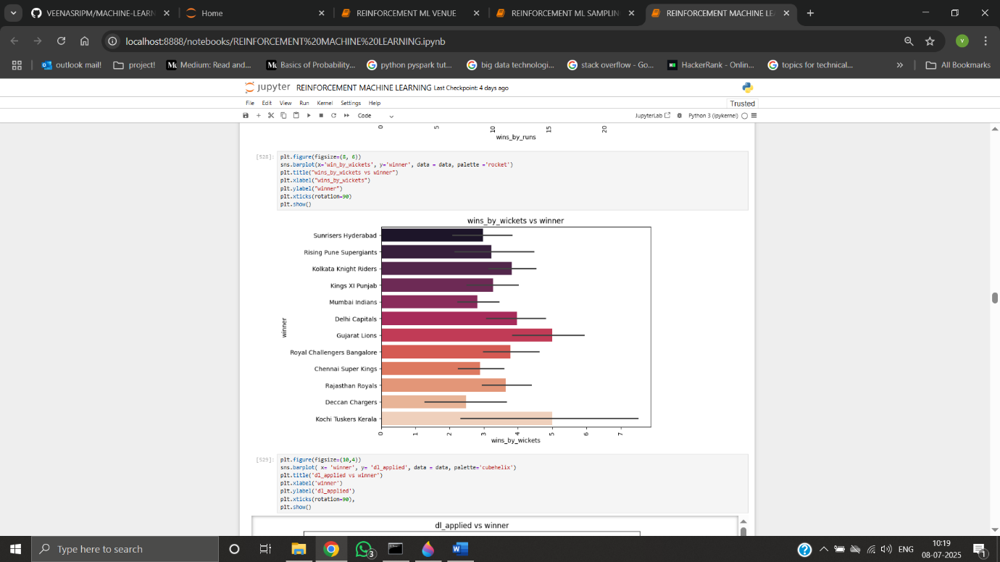 VEENASRIPM/MACHINE-LEARN
Home
REINFORCEMENT ML VENUE
REINFORCEMENT ML SAMPLIN
REINFORCEMENT MACHINE LE
localhost:8888/notebooks/REINFORCEMENT%20MACHINE%20LEARNING.ipynb
V
outlook mail!
project!
Medium: Read and...
Basics of Probability...
python pyspark tut...
big data technologi...
stack overflow - Go...
HackerRank - Onlin...
topics for technical...
All Bookmarks
jupyter REINFORCEMENT MACHINE LEARNING Last Checkpoint: 4 days ago
File Edit View Run Kernel Settings Help
Trusted
Code
JupyterLab
Python 3 (ipykernel)
0 5 10 15 20
wins_by_runs
[528]:
plt.figure(figsize=(8, 6))
sns.barplot(x='win_by_wickets', y='winner', data = data, palette ='rocket')
plt.title("wins_by_wickets vs winner")
plt.xlabel("wins_by_wickets")
plt.ylabel("winner")
plt.xticks(rotation=90)
plt.show()
wins_by_wickets vs winner
winner
Sunrisers Hyderabad
Rising Pune Supergiants
Kolkata Knight Riders
Kings XI Punjab
Mumbai Indians
Delhi Capitals
Gujarat Lions
Royal Challengers Bangalore
Chennai Super Kings
Rajasthan Royals
Deccan Chargers
Kochi Tuskers Kerala
0 1 2 3 4 5 6 7
wins_by_wickets
[529]:
plt.figure(figsize=(10,4))
sns.barplot( x= 'winner', y= 'dl_applied', data = data, palette='cubehelix')
plt.title('dl_applied vs winner')
plt.xlabel('winner')
plt.ylabel('dl_applied')
plt.xticks(rotation=90),
plt.show()
dl_applied vs winner
Type here to search
3
ENG
10:19
08-07-2025
1